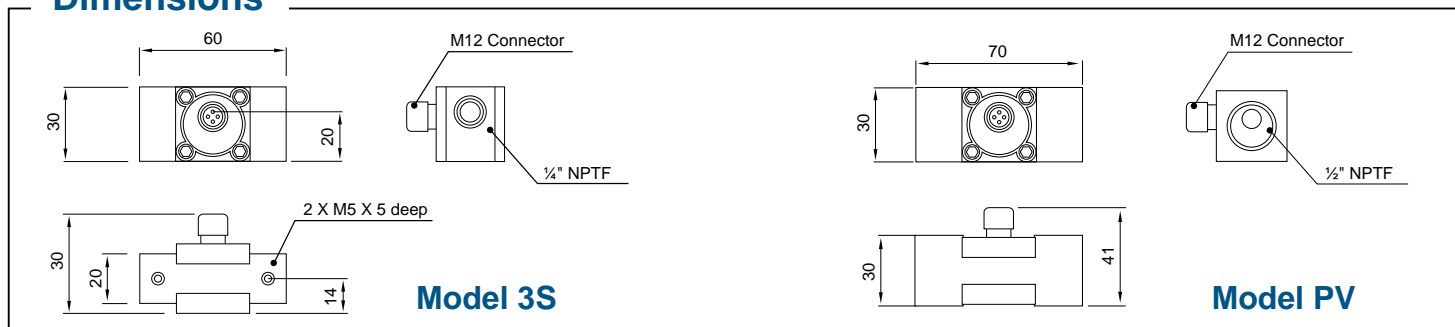 Dimensions
60
M12 Connector
30
20
¼" NPTF
2 X M5 X 5 deep
30
20
14
Model 3S
70
M12 Connector
30
½" NPTF
30
41
Model PV